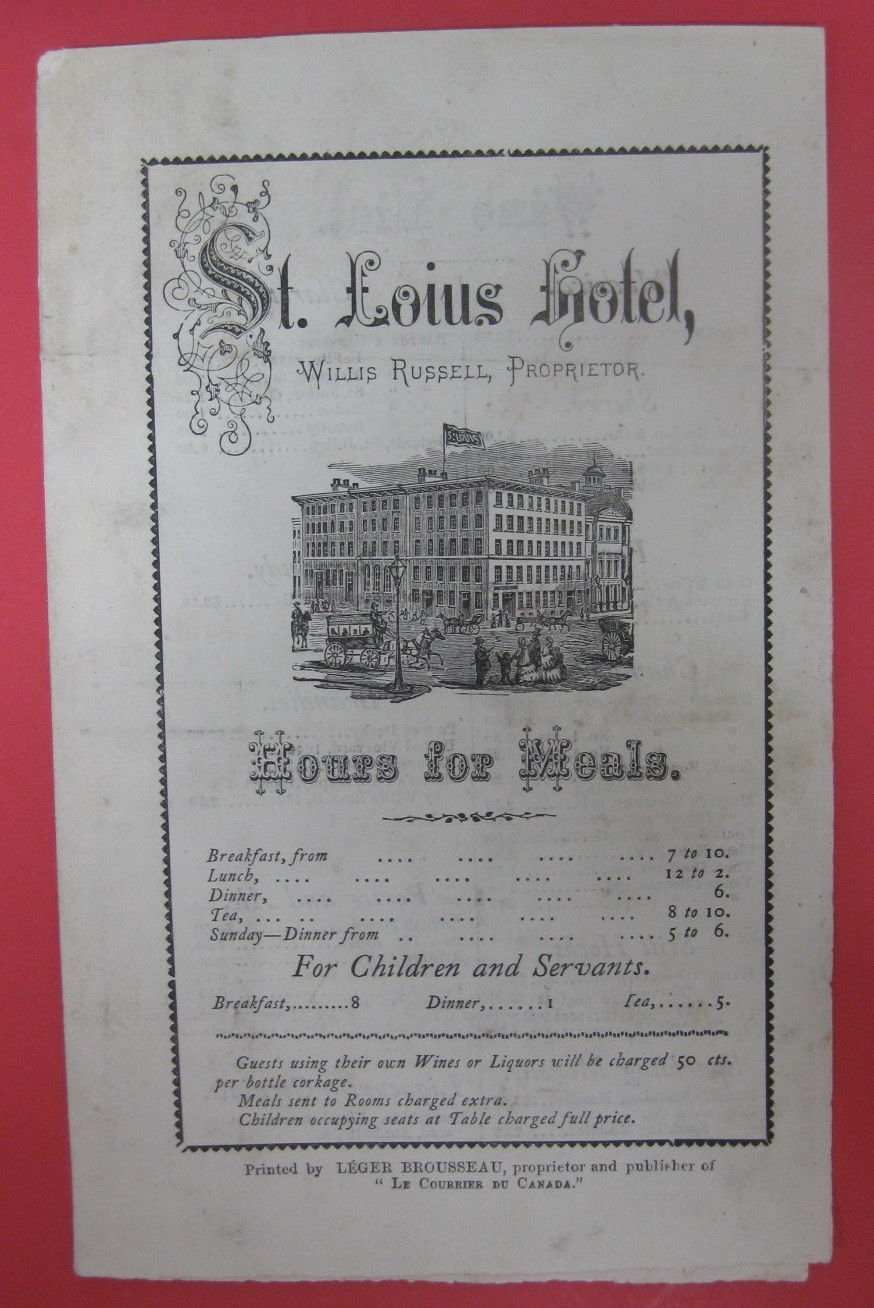 St. Loius Hotel,
WILLIS RUSSELL, PROPRIETOR.
St LOUIS
Hours for Meals.
Breakfast, from .... .... .... .... 7 to 10.
Lunch, .... .... .... .... .... 12 to 2.
Dinner, .... .... .... .... .... 6.
Tea, ... .. .... .... .... .... 8 to 10.
Sunday—Dinner from .. .... .... .... 5 to 6.
For Children and Servants.
Breakfast,.........8 Dinner,......1 Tea,......5.
Guests using their own Wines or Liquors will be charged 50 cts.
per bottle corkage.
Meals sent to Rooms charged extra.
Children occupying seats at Table charged full price.
Printed by LÉGER BROUSSEAU, proprietor and publisher of
" LE COURRIER DU CANADA."